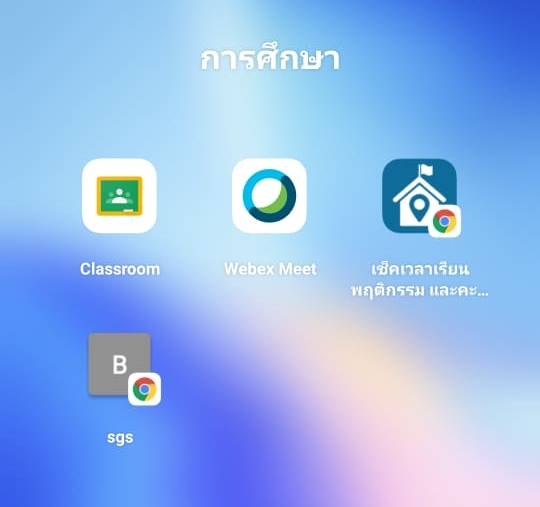 การศึกษา
Classroom
Webex Meet
เช็คเวลาเรียน
พฤติกรรม และคะ...
B
sgs